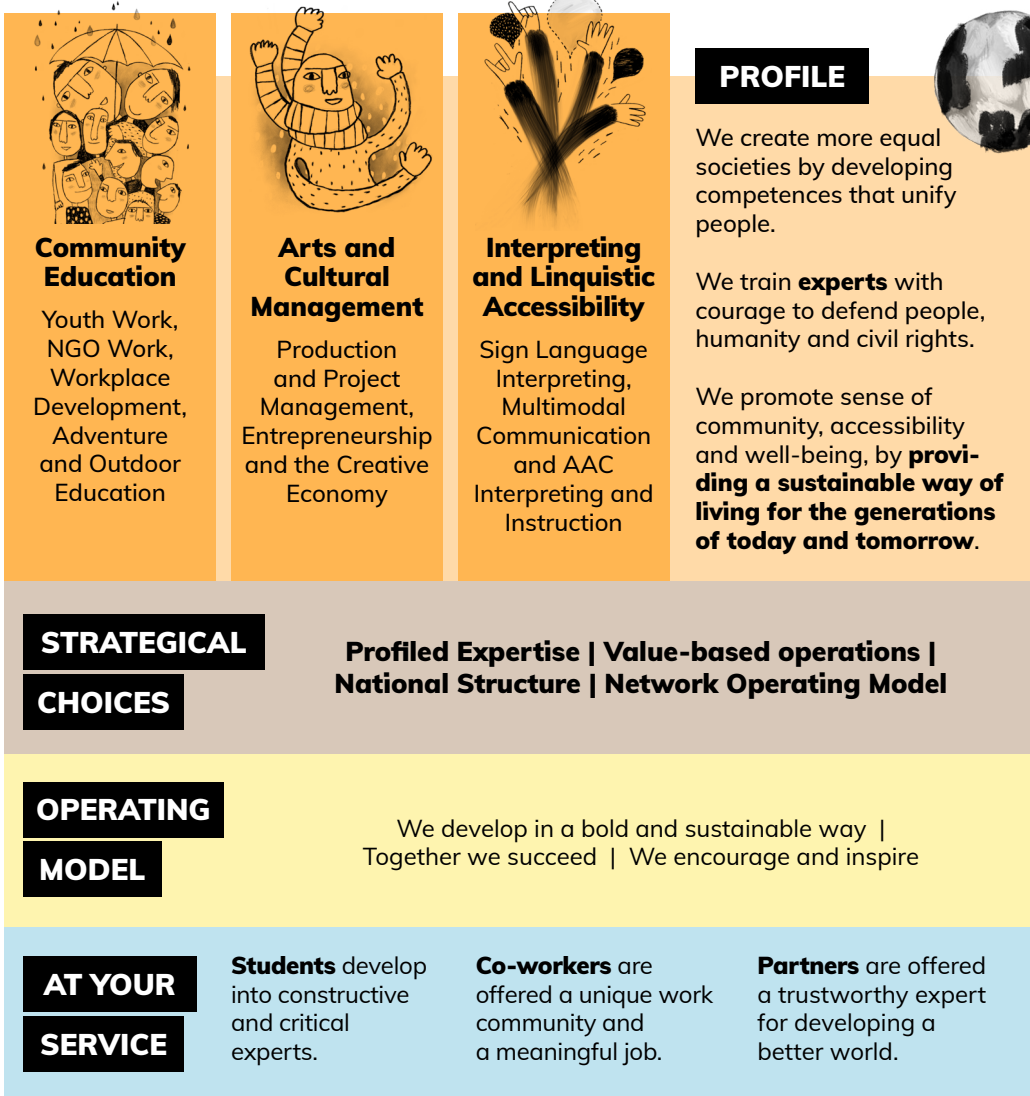 Community
Education
Youth Work,
NGO Work,
Workplace
Development,
Adventure
and Outdoor
Education
Arts and
Cultural
Management
Production
and Project
Management,
Entrepreneurship
and the Creative
Economy
Interpreting
and Linquistic
Accessibility
Sign Language
Interpreting,
Multimodal
Communication
and AAC
Interpreting and
Instruction
PROFILE
We create more equal
societies by developing
competences that unify
people.
We train experts with
courage to defend people,
humanity and civil rights.
We promote sense of
community, accessibility
and well-being, by provi-
ding a sustainable way of
living for the generations
of today and tomorrow.
STRATEGICAL
CHOICES
Profiled Expertise | Value-based operations |
National Structure | Network Operating Model
OPERATING
MODEL
We develop in a bold and sustainable way |
Together we succeed | We encourage and inspire
AT YOUR
SERVICE
Students develop
into constructive
and critical
experts.
Co-workers are
offered a unique work
community and
a meaningful job.
Partners are offered
a trustworthy expert
for developing a
better world.